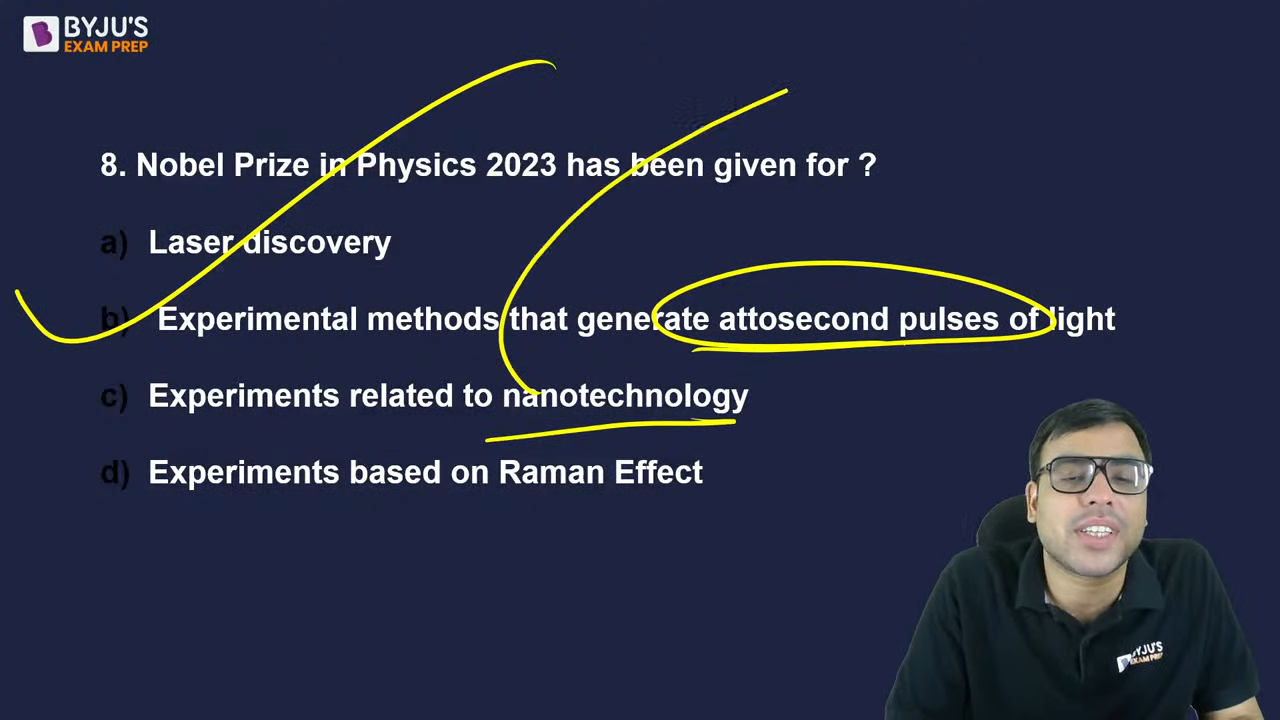 BYJU'S
EXAM PREP
8. Nobel Prize in Physics 2023 has been given for ?
a) Laser discovery
b) Experimental methods that generate attosecond pulses of light
c) Experiments related to nanotechnology
d) Experiments based on Raman Effect
BYJU'S
EXAM PREP